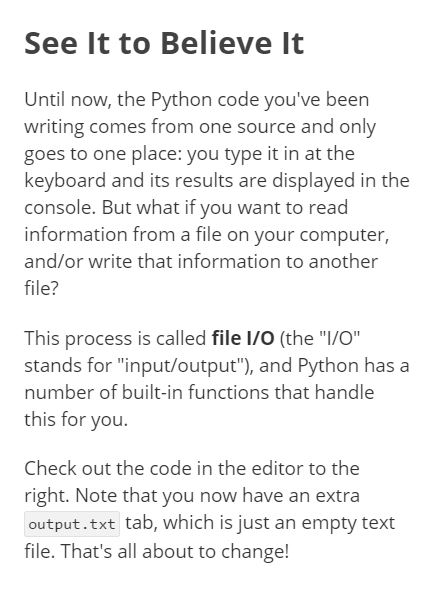 See It to Believe It
Until now, the Python code you've been
writing comes from one source and only
goes to one place: you type it in at the
keyboard and its results are displayed in the
console. But what if you want to read
information from a file on your computer,
and/or write that information to another
file?
This process is called file I/O (the "I/O"
stands for "input/output"), and Python has a
number of built-in functions that handle
this for you.
Check out the code in the editor to the
right. Note that you now have an extra
output.txt tab, which is just an empty text
file. That's all about to change!